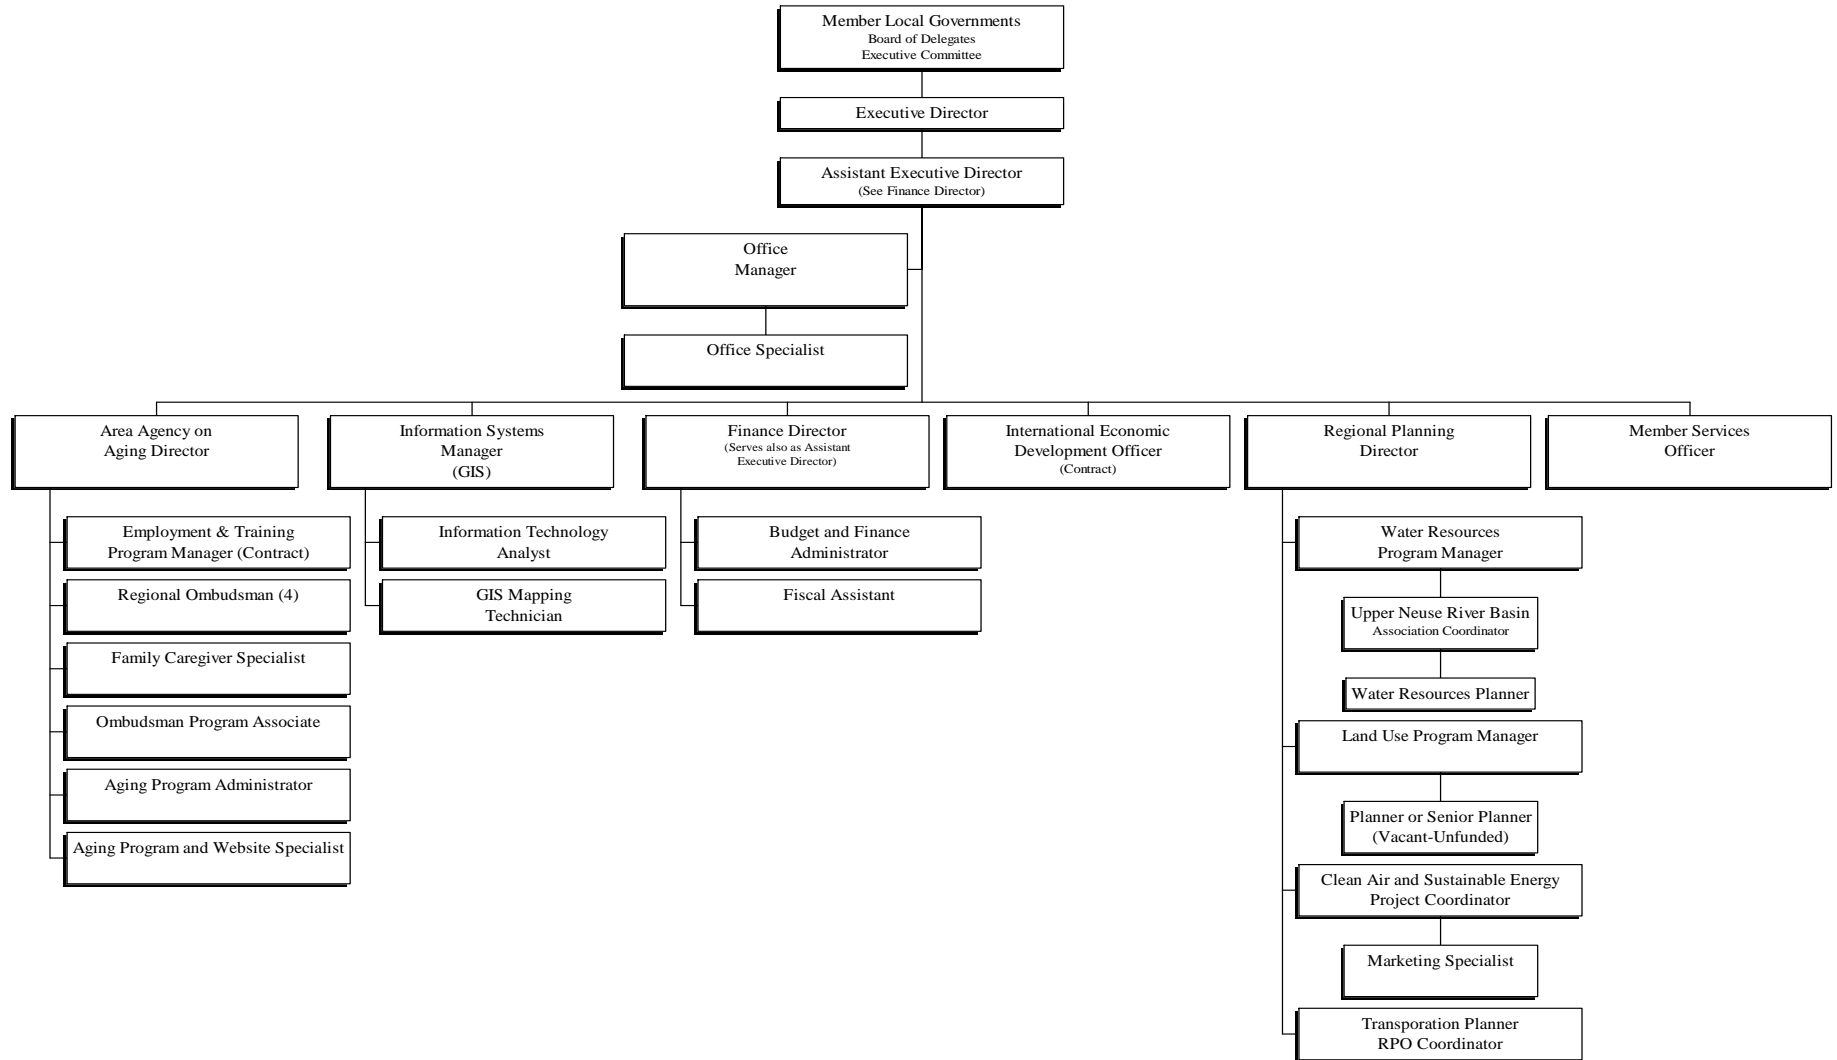 Member Local Governments
Board of Delegates
Executive Committee
Executive Director
Assistant Executive Director
(See Finance Director)
Office
Manager
Office Specialist
Area Agency on
Aging Director
Information Systems
Manager
(GIS)
Finance Director
(Serves also as Assistant
Executive Director)
International Economic
Development Officer
(Contract)
Regional Planning
Director
Member Services
Officer
Employment & Training
Program Manager (Contract)
Regional Ombudsman (4)
Family Caregiver Specialist
Ombudsman Program Associate
Aging Program Administrator
Aging Program and Website Specialist
Information Technology
Analyst
GIS Mapping
Technician
Budget and Finance
Administrator
Fiscal Assistant
Water Resources
Program Manager
Upper Neuse River Basin
Association Coordinator
Water Resources Planner
Land Use Program Manager
Planner or Senior Planner
(Vacant-Unfunded)
Clean Air and Sustainable Energy
Project Coordinator
Marketing Specialist
Transporation Planner
RPO Coordinator